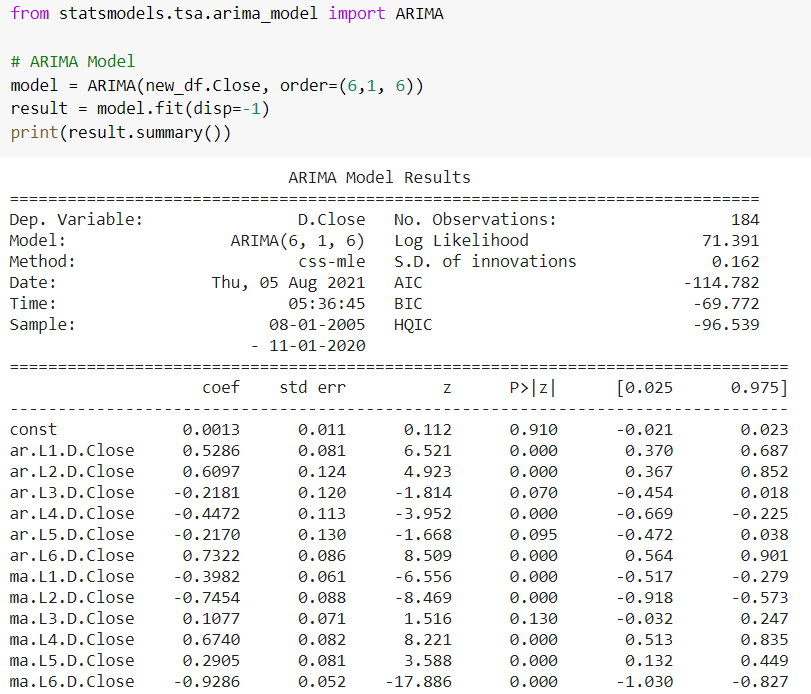 from statsmodels.tsa.arima_model import ARIMA
# ARIMA Model
model = ARIMA(new_df.Close, order=(6,1, 6))
result = model.fit(disp=-1)
print(result.summary())
ARIMA Model Results
==============================================================================
Dep. Variable: D.Close No. Observations: 184
Model: ARIMA(6, 1, 6) Log Likelihood 71.391
Method: css-mle S.D. of innovations 0.162
Date: Thu, 05 Aug 2021 AIC -114.782
Time: 05:36:45 BIC -69.772
Sample: 08-01-2005 HQIC -96.539
- 11-01-2020
=================================================================================
coef std err z P>|z| [0.025 0.975]
---------------------------------------------------------------------------------
const 0.0013 0.011 0.112 0.910 -0.021 0.023
ar.L1.D.Close 0.5286 0.081 6.521 0.000 0.370 0.687
ar.L2.D.Close 0.6097 0.124 4.923 0.000 0.367 0.852
ar.L3.D.Close -0.2181 0.120 -1.814 0.070 -0.454 0.018
ar.L4.D.Close -0.4472 0.113 -3.952 0.000 -0.669 -0.225
ar.L5.D.Close -0.2170 0.130 -1.668 0.095 -0.472 0.038
ar.L6.D.Close 0.7322 0.086 8.509 0.000 0.564 0.901
ma.L1.D.Close -0.3982 0.061 -6.556 0.000 -0.517 -0.279
ma.L2.D.Close -0.7454 0.088 -8.469 0.000 -0.918 -0.573
ma.L3.D.Close 0.1077 0.071 1.516 0.130 -0.032 0.247
ma.L4.D.Close 0.6740 0.082 8.221 0.000 0.513 0.835
ma.L5.D.Close 0.2905 0.081 3.588 0.000 0.132 0.449
ma.L6.D.Close -0.9286 0.052 -17.886 0.000 -1.030 -0.827